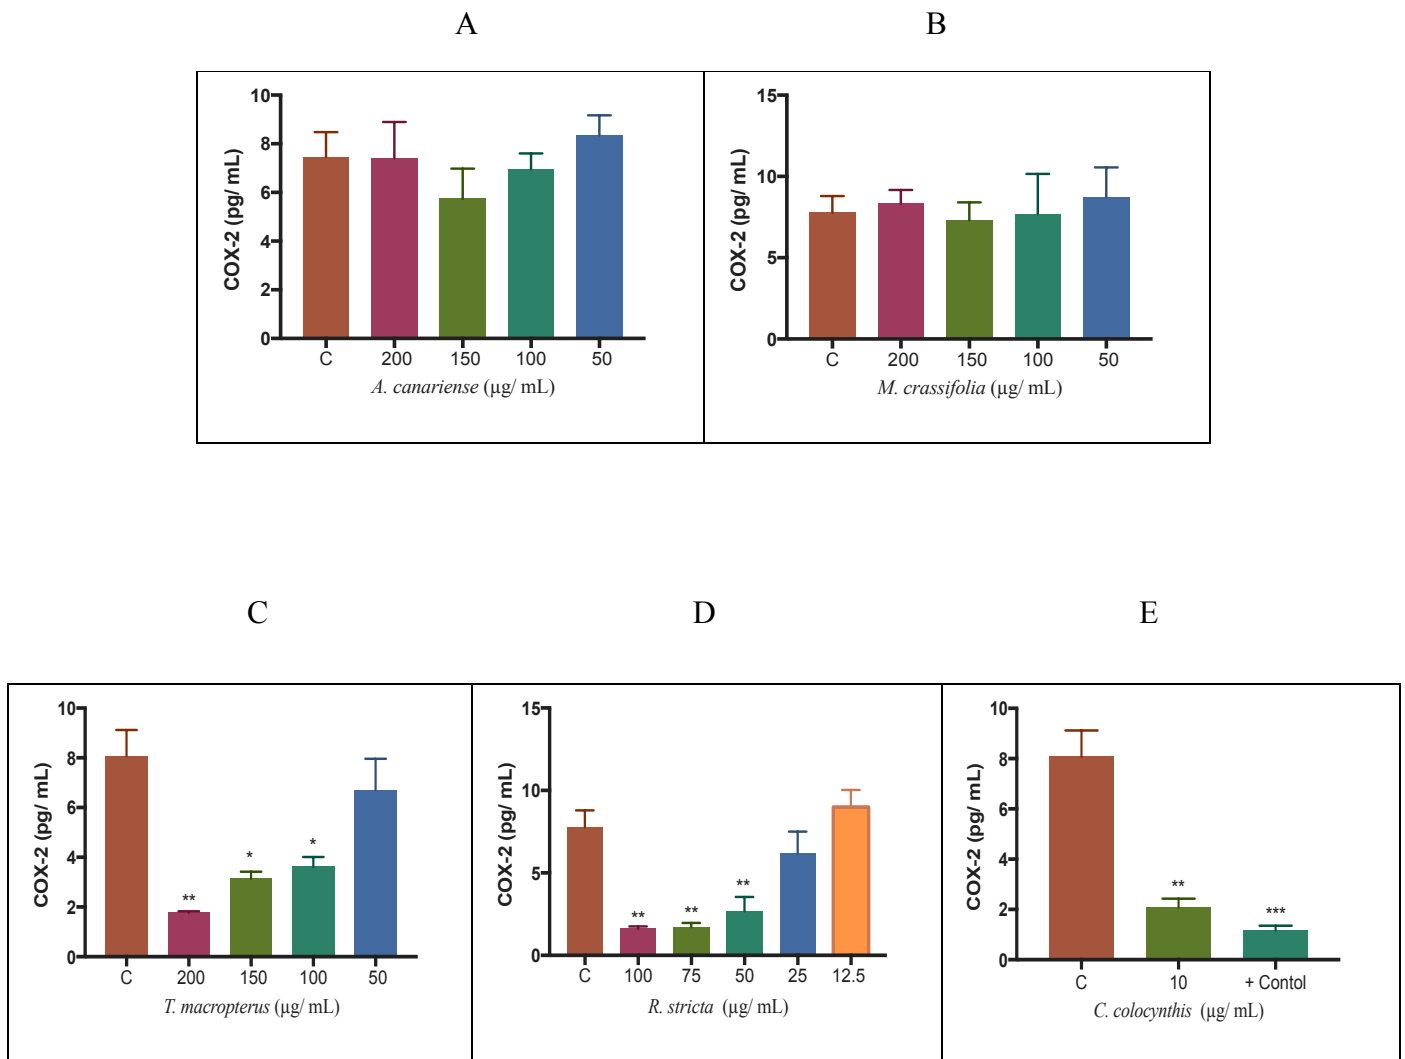 A
B
10
8
6
4
2
0
COX-2 (pg/ mL)
C 200 150 100 50
A. canariense (µg/ mL)
15
10
5
0
COX-2 (pg/ mL)
C 200 150 100 50
M. crassifolia (µg/ mL)
C
D
E
10
8
6
4
2
0
COX-2 (pg/ mL)
** * *
C 200 150 100 50
T. macropterus (µg/ mL)
15
10
5
0
COX-2 (pg/ mL)
** ** **
C 100 75 50 25 12.5
R. stricta (µg/ mL)
10
8
6
4
2
0
COX-2 (pg/ mL)
** ***
C 10 + Contol
C. colocynthis (µg/ mL)